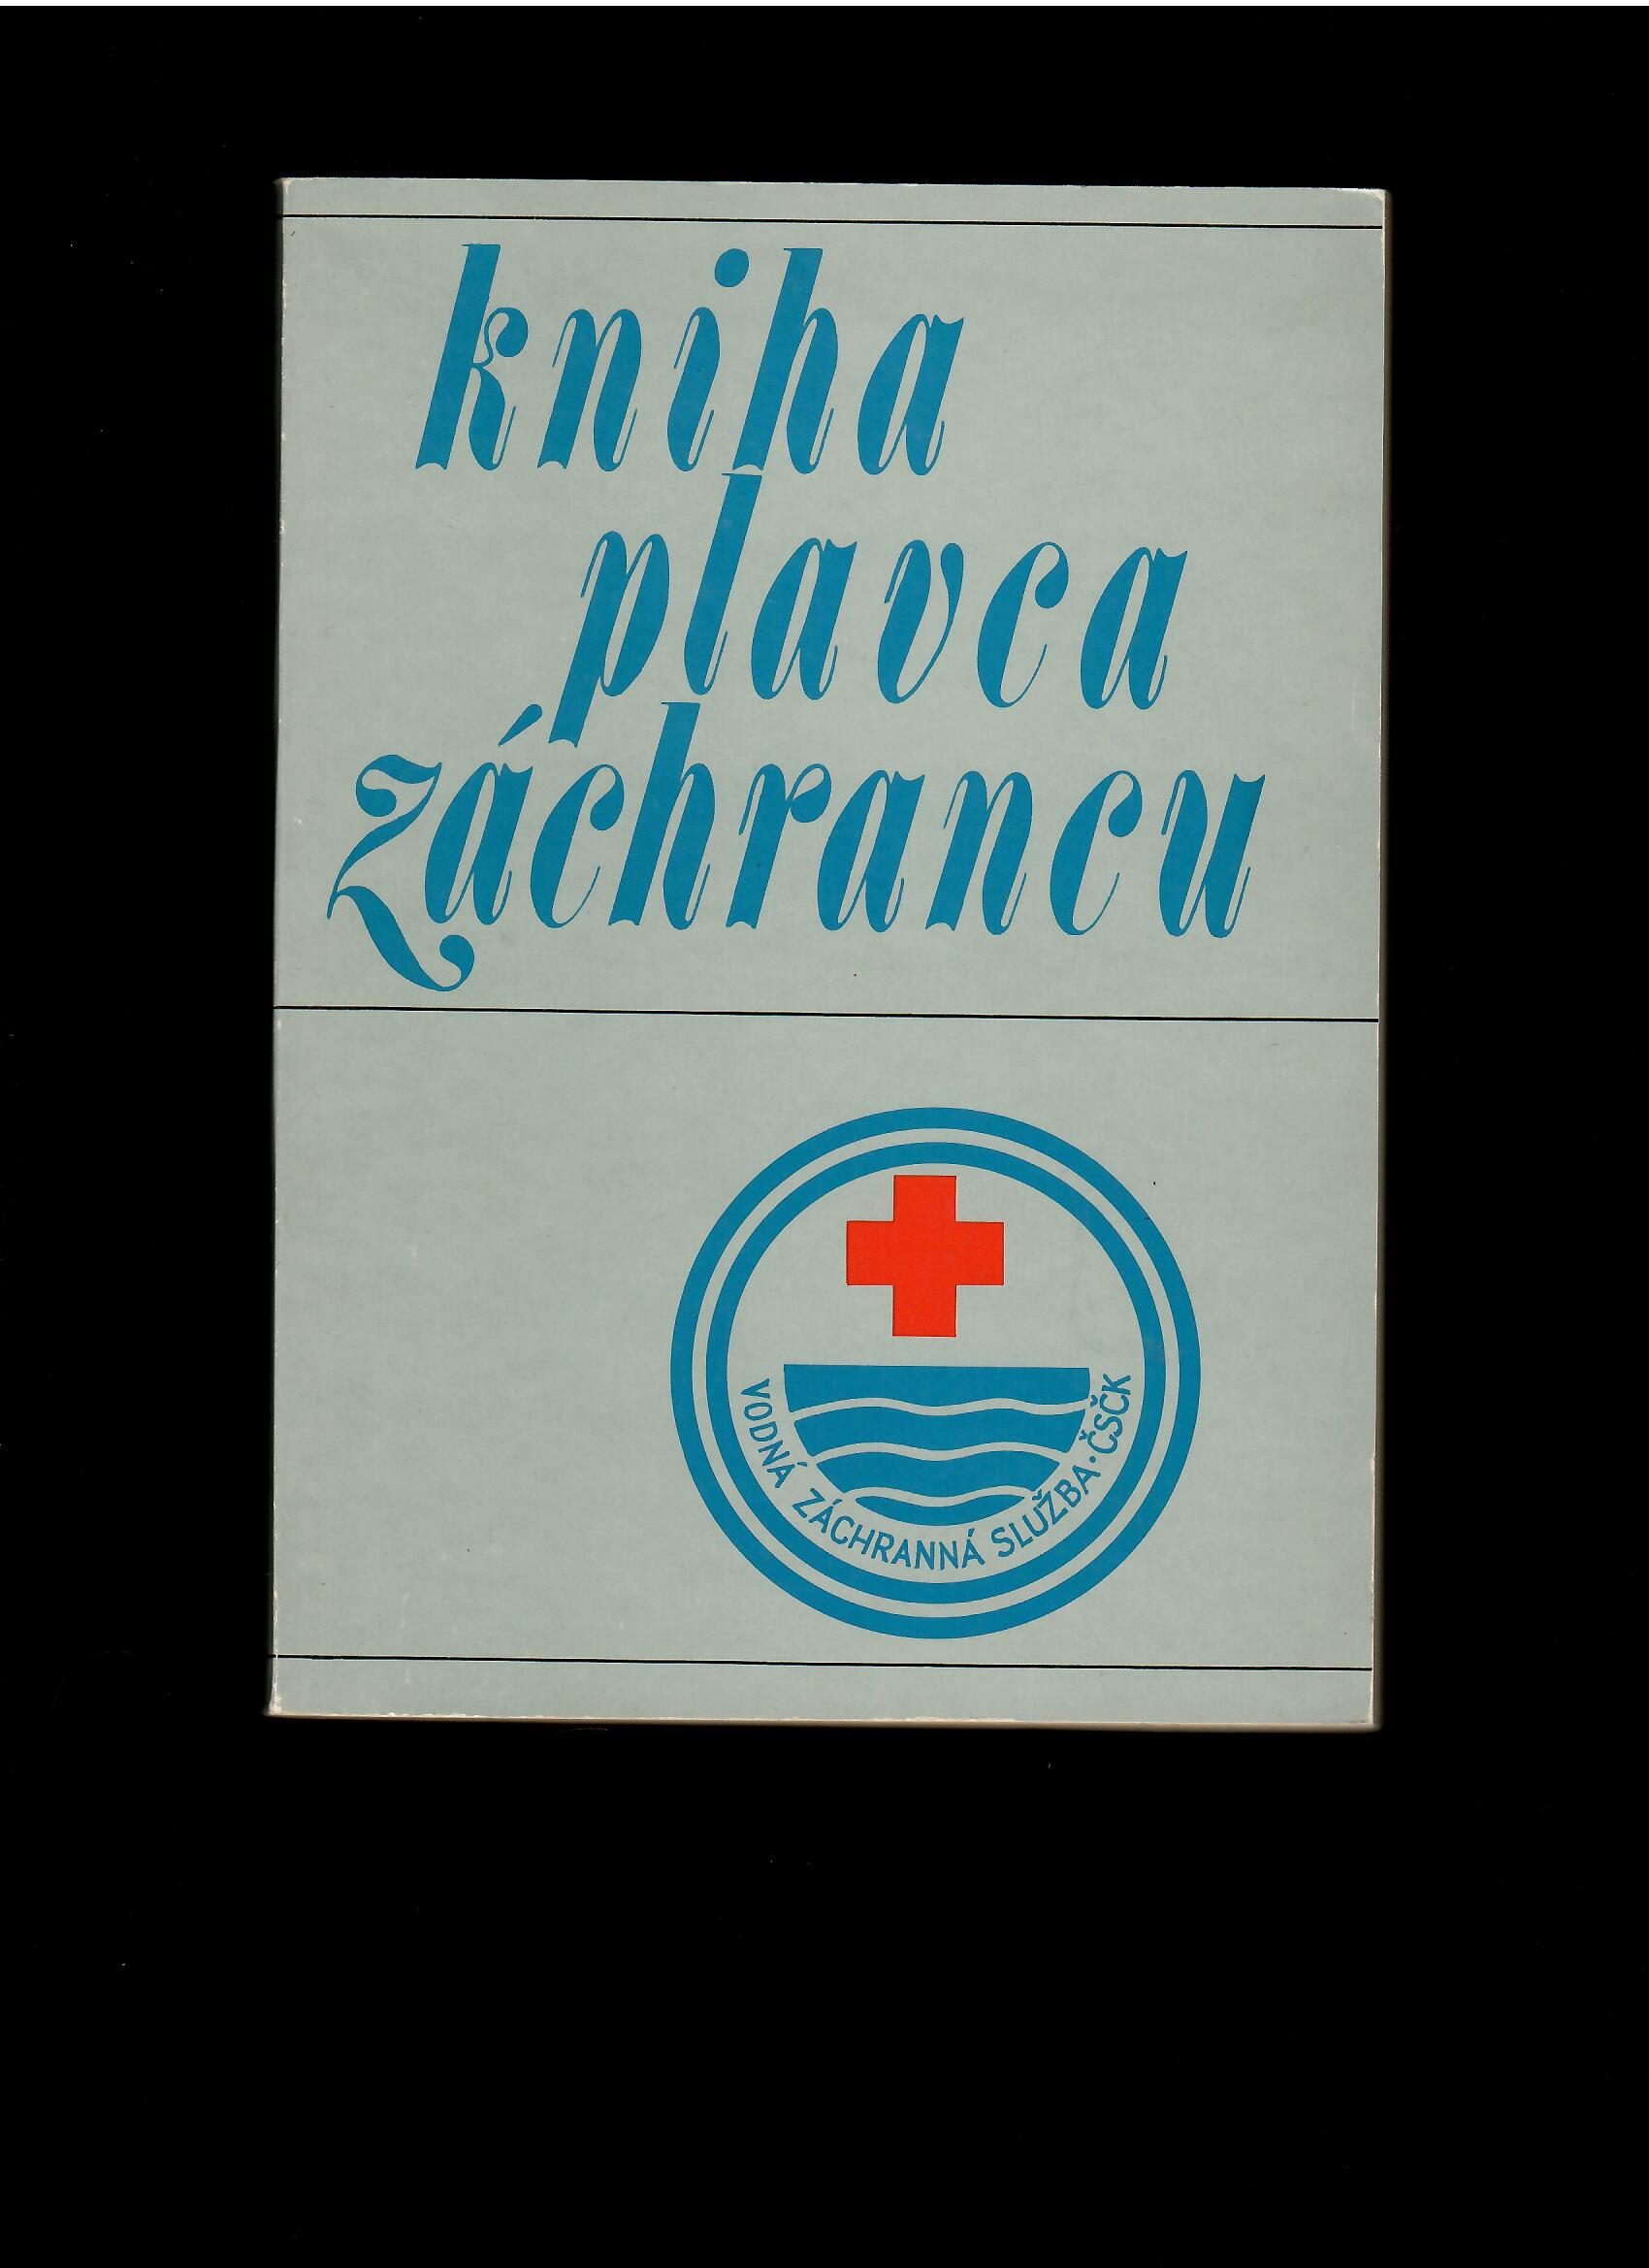 kniha
plavca
záchrancu
VODNÁ ZÁCHRANNÁ SLUŽBA · ČSČK